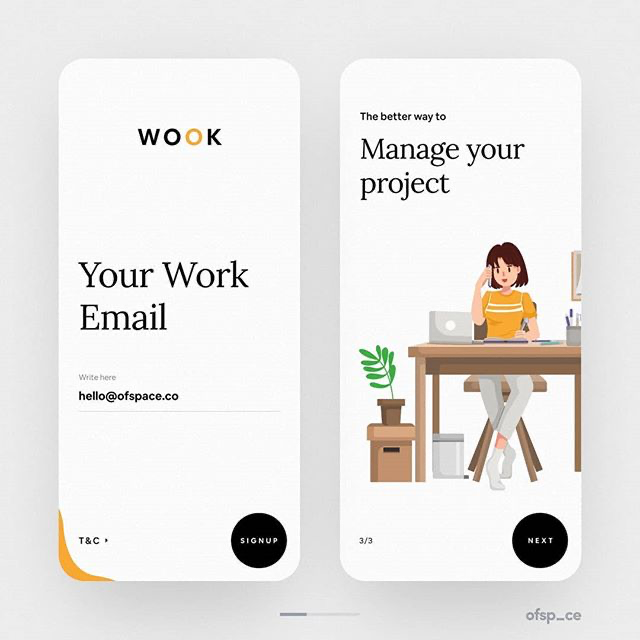 WOOK
Your Work
Email
Write here
hello@ofspace.co
T&C
SIGNUP
The better way to
Manage your
project
3/3
NEXT
ofsp_ce